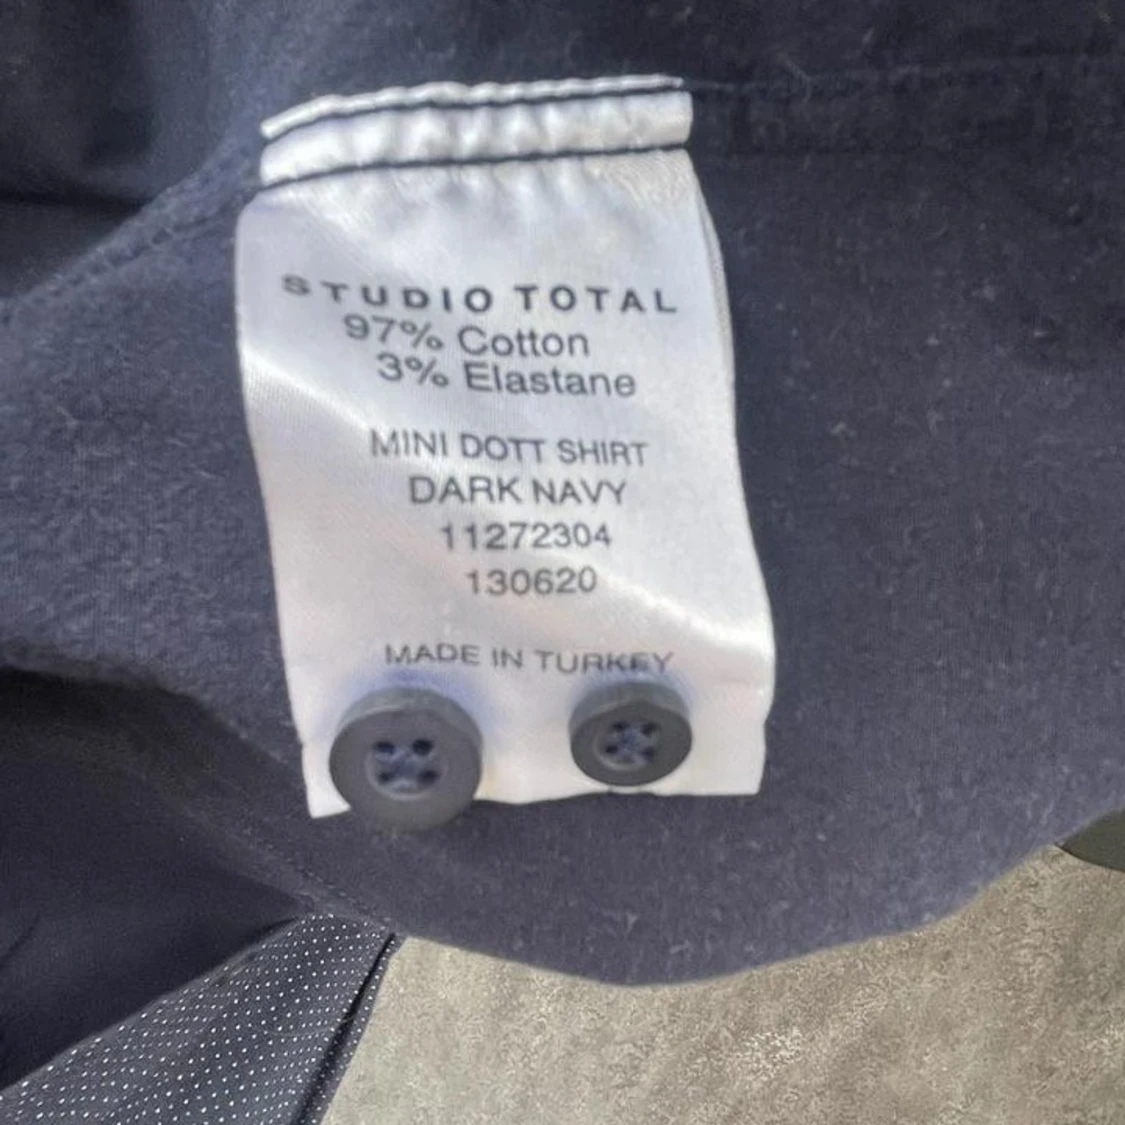 STUDIO TOTAL
97% Cotton
3% Elastane
MINI DOTT SHIRT
DARK NAVY
11272304
130620
MADE IN TURKEY